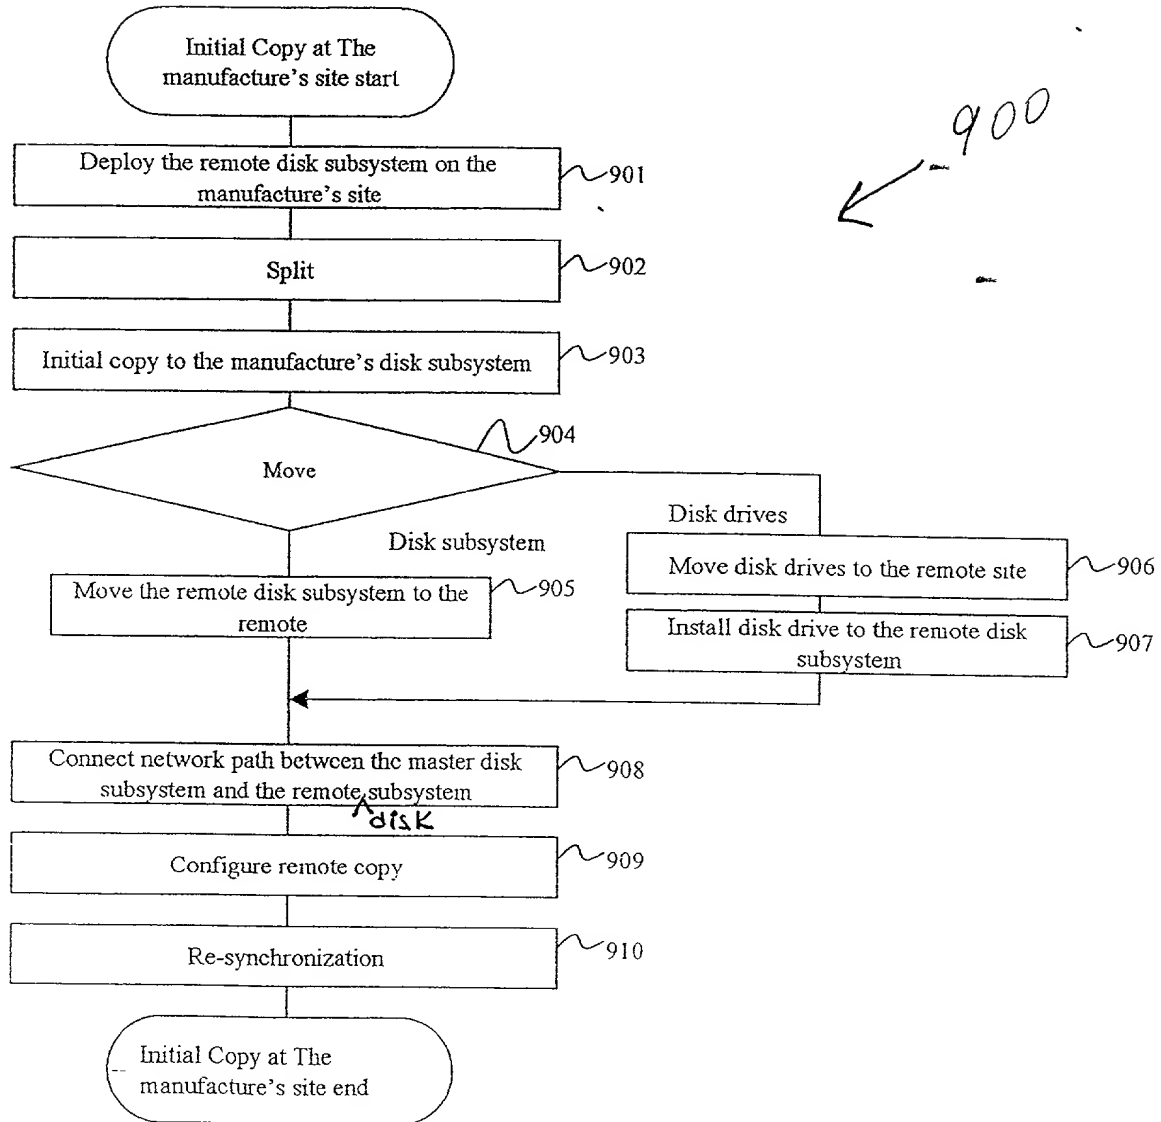 Initial Copy at The
manufacture's site start
900
Deploy the remote disk subsystem on the
manufacture's site
901
Split
902
Initial copy to the manufacture's disk subsystem
903
904
Move
Disk drives
Disk subsystem
Move disk drives to the remote site
906
Move the remote disk subsystem to the
remote
905
Install disk drive to the remote disk
subsystem
907
Connect network path between the master disk
subsystem and the remote subsystem
908
disk
Configure remote copy
909
Re-synchronization
910
Initial Copy at The
manufacture's site end